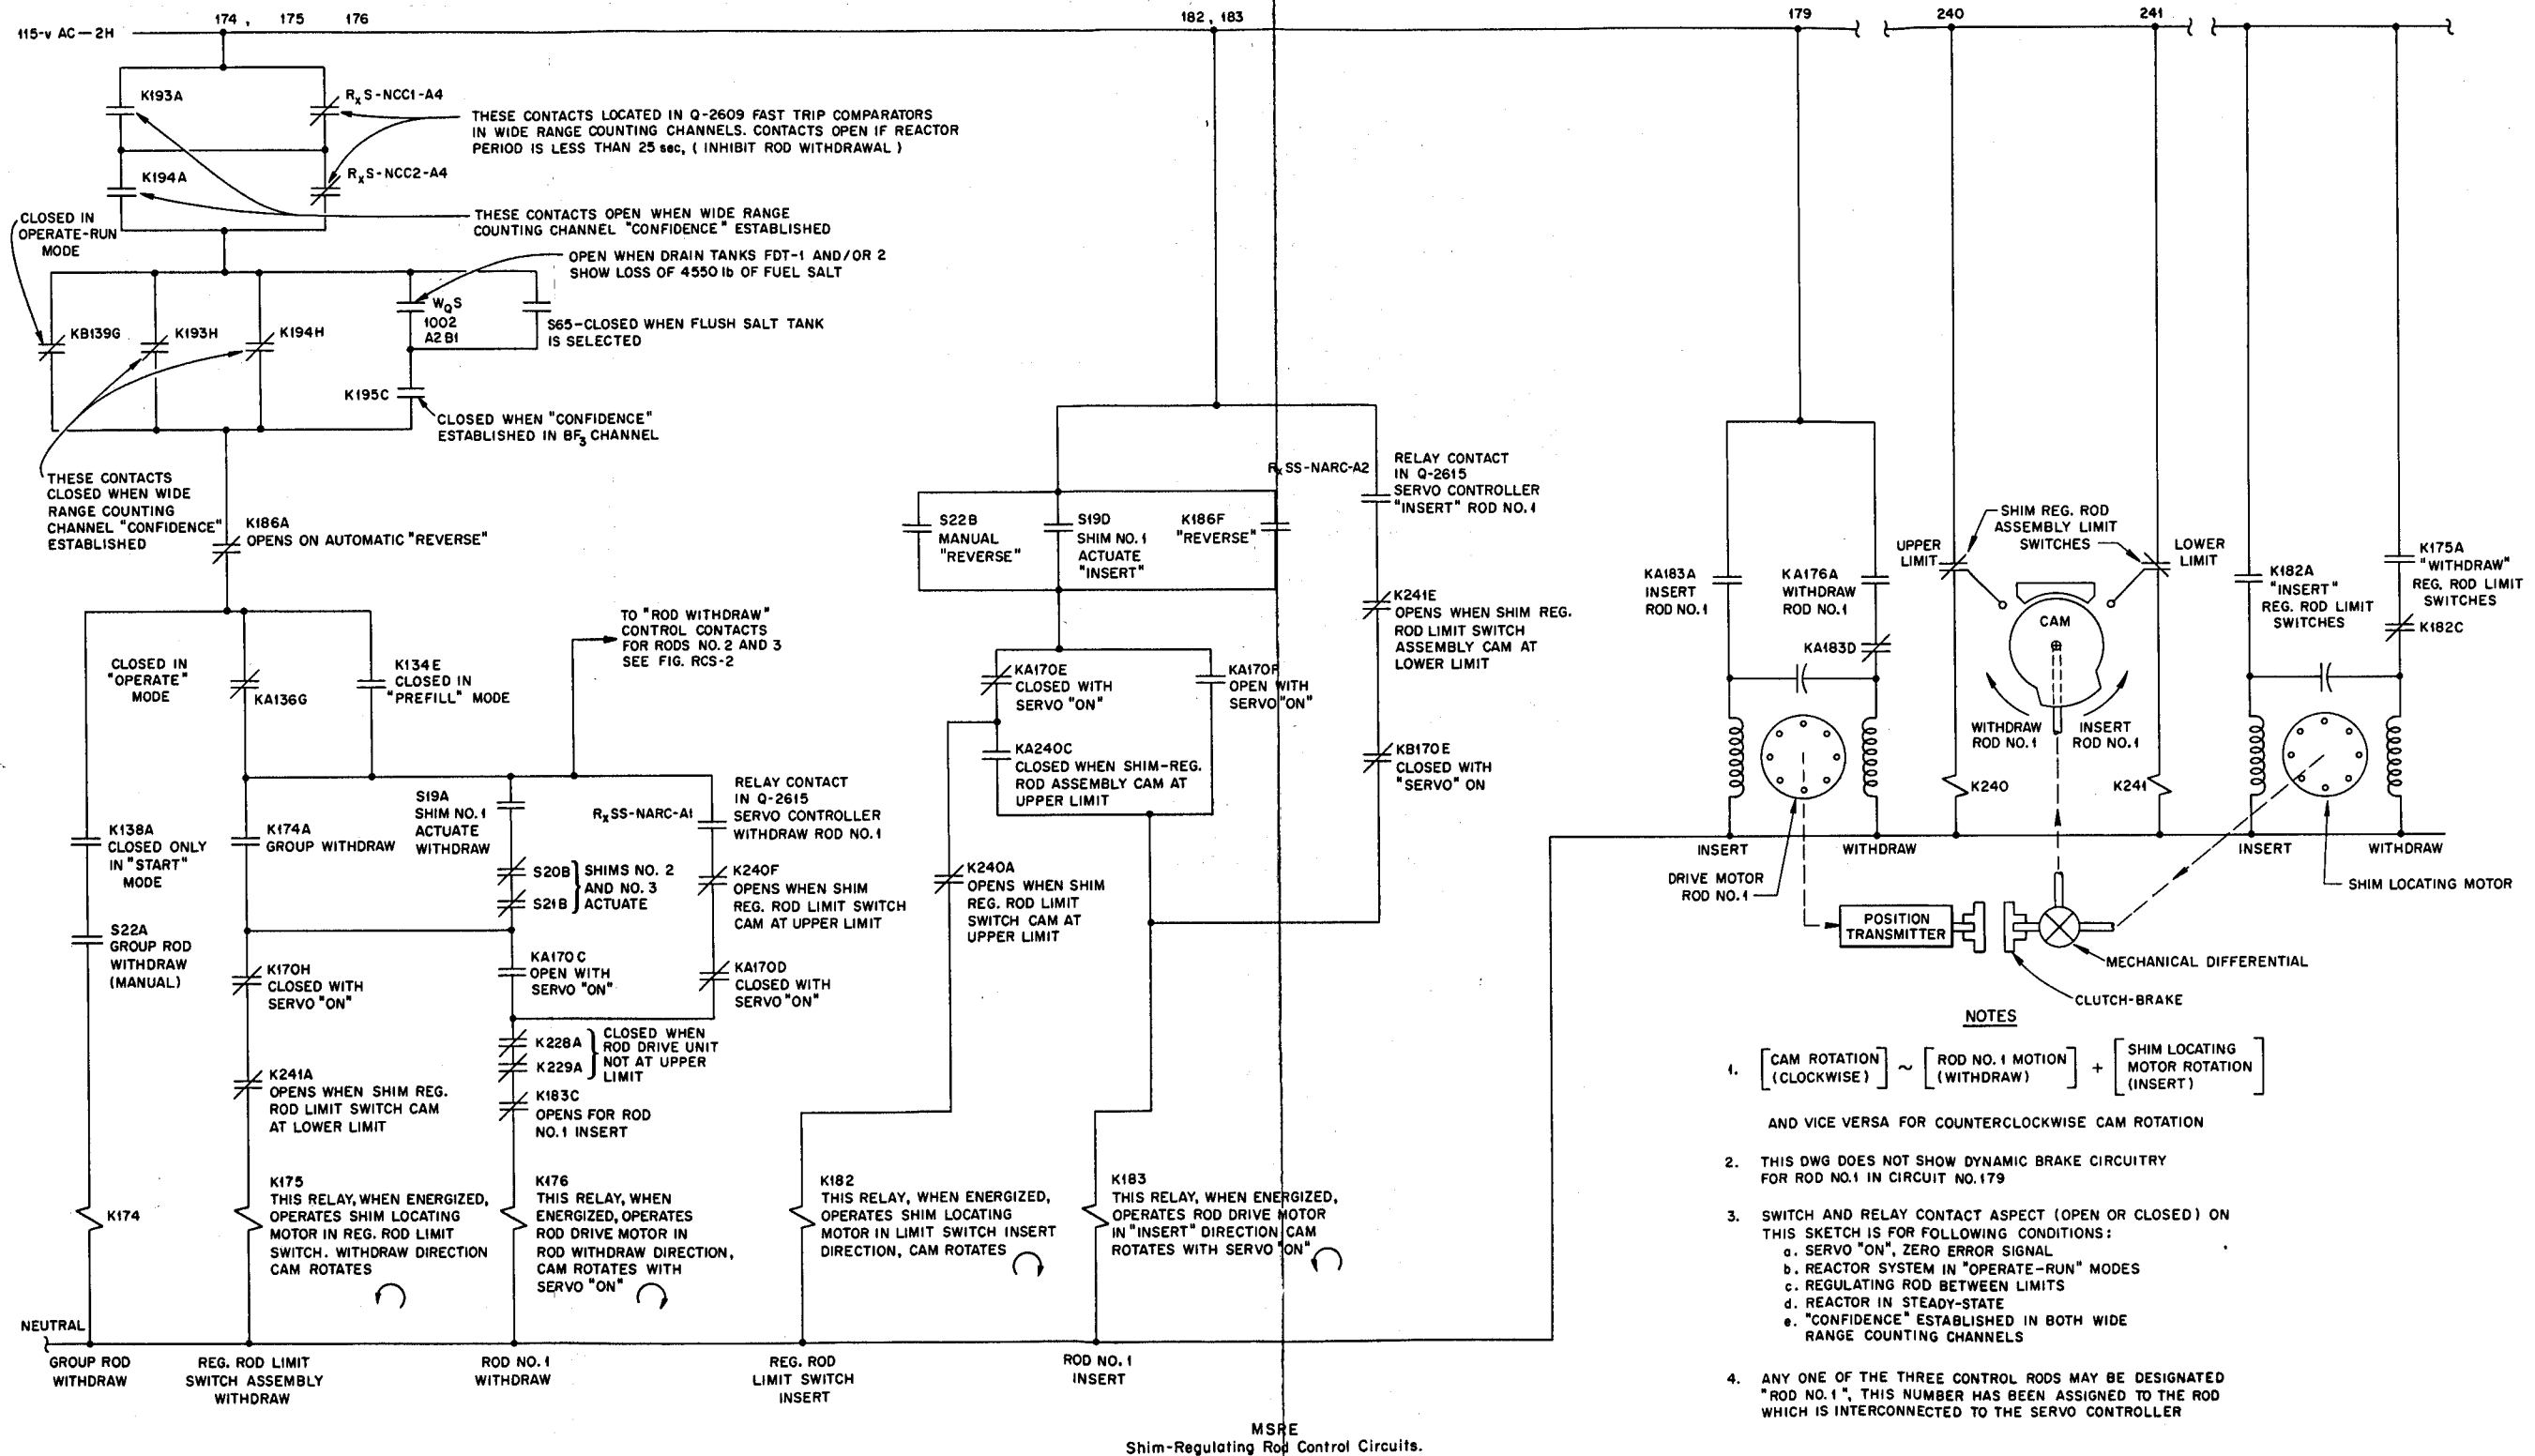 174, 175 176
182, 183
179
240
241
115-v AC—2H
K193A
RxS-NCC1-A4
THESE CONTACTS LOCATED IN Q-2609 FAST TRIP COMPARATORS
IN WIDE RANGE COUNTING CHANNELS. CONTACTS OPEN IF REACTOR
PERIOD IS LESS THAN 25 sec, ( INHIBIT ROD WITHDRAWAL )
K194A
RxS-NCC2-A4
THESE CONTACTS OPEN WHEN WIDE RANGE
COUNTING CHANNEL "CONFIDENCE" ESTABLISHED
CLOSED IN
OPERATE-RUN
MODE
OPEN WHEN DRAIN TANKS FDT-1 AND/OR 2
SHOW LOSS OF 4550 lb OF FUEL SALT
KB139G
K193H
K194H
WQS
1002
A2B1
S65-CLOSED WHEN FLUSH SALT TANK
IS SELECTED
K195C
CLOSED WHEN "CONFIDENCE"
ESTABLISHED IN BF3 CHANNEL
THESE CONTACTS
CLOSED WHEN WIDE
RANGE COUNTING
CHANNEL "CONFIDENCE"
ESTABLISHED
K186A
OPENS ON AUTOMATIC "REVERSE"
CLOSED IN
"OPERATE"
MODE
KA136G
K134E
CLOSED IN
"PREFILL" MODE
TO "ROD WITHDRAW"
CONTROL CONTACTS
FOR RODS NO. 2 AND 3
SEE FIG. RCS-2
K138A
CLOSED ONLY
IN "START"
MODE
K174A
GROUP WITHDRAW
S19A
SHIM NO. 1
ACTUATE
WITHDRAW
RxSS-NARC-A1
RELAY CONTACT
IN Q-2615
SERVO CONTROLLER
WITHDRAW ROD NO. 1
S20B
S21B
SHIMS NO. 2
AND NO. 3
ACTUATE
K240F
OPENS WHEN SHIM
REG. ROD LIMIT SWITCH
CAM AT UPPER LIMIT
S22A
GROUP ROD
WITHDRAW
(MANUAL)
K170H
CLOSED WITH
SERVO "ON"
KA170C
OPEN WITH
SERVO "ON"
KA170D
CLOSED WITH
SERVO "ON"
K228A
K229A
CLOSED WHEN
ROD DRIVE UNIT
NOT AT UPPER
LIMIT
K241A
OPENS WHEN SHIM REG.
ROD LIMIT SWITCH CAM
AT LOWER LIMIT
K183C
OPENS FOR ROD
NO. 1 INSERT
K174
K175
THIS RELAY, WHEN ENERGIZED,
OPERATES SHIM LOCATING
MOTOR IN REG. ROD LIMIT
SWITCH. WITHDRAW DIRECTION
CAM ROTATES
K176
THIS RELAY, WHEN
ENERGIZED, OPERATES
ROD DRIVE MOTOR IN
ROD WITHDRAW DIRECTION,
CAM ROTATES WITH
SERVO "ON"
S22B
MANUAL
"REVERSE"
S19D
SHIM NO. 1
ACTUATE
"INSERT"
K186F
"REVERSE"
RxSS-NARC-A2
RELAY CONTACT
IN Q-2615
SERVO CONTROLLER
"INSERT" ROD NO. 1
K241E
OPENS WHEN SHIM REG.
ROD LIMIT SWITCH
ASSEMBLY CAM AT
LOWER LIMIT
KA170E
CLOSED WITH
SERVO "ON"
KA170F
OPEN WITH
SERVO "ON"
KA240C
CLOSED WHEN SHIM-REG.
ROD ASSEMBLY CAM AT
UPPER LIMIT
KB170E
CLOSED WITH
"SERVO" ON
K240A
OPENS WHEN SHIM
REG. ROD LIMIT
SWITCH CAM AT
UPPER LIMIT
K182
THIS RELAY, WHEN ENERGIZED,
OPERATES SHIM LOCATING
MOTOR IN LIMIT SWITCH INSERT
DIRECTION, CAM ROTATES
K183
THIS RELAY, WHEN ENERGIZED,
OPERATES ROD DRIVE MOTOR
IN "INSERT" DIRECTION, CAM
ROTATES WITH SERVO "ON"
NEUTRAL
GROUP ROD
WITHDRAW
REG. ROD LIMIT
SWITCH ASSEMBLY
WITHDRAW
ROD NO. 1
WITHDRAW
REG. ROD
LIMIT SWITCH
INSERT
ROD NO. 1
INSERT
KA183A
INSERT
ROD NO. 1
KA176A
WITHDRAW
ROD NO. 1
KA183D
UPPER
LIMIT
SHIM REG. ROD
ASSEMBLY LIMIT
SWITCHES
LOWER
LIMIT
CAM
WITHDRAW
ROD NO. 1
INSERT
ROD NO. 1
K182A
"INSERT"
REG. ROD LIMIT
SWITCHES
K175A
"WITHDRAW"
REG. ROD LIMIT
SWITCHES
K182C
K240
K241
INSERT
WITHDRAW
INSERT
WITHDRAW
DRIVE MOTOR
ROD NO. 1
SHIM LOCATING MOTOR
POSITION
TRANSMITTER
MECHANICAL DIFFERENTIAL
CLUTCH-BRAKE
NOTES
1. [CAM ROTATION (CLOCKWISE)] ~ [ROD NO. 1 MOTION (WITHDRAW)] + [SHIM LOCATING MOTOR ROTATION (INSERT)]
AND VICE VERSA FOR COUNTERCLOCKWISE CAM ROTATION
2. THIS DWG DOES NOT SHOW DYNAMIC BRAKE CIRCUITRY
FOR ROD NO. 1 IN CIRCUIT NO. 179
3. SWITCH AND RELAY CONTACT ASPECT (OPEN OR CLOSED) ON
THIS SKETCH IS FOR FOLLOWING CONDITIONS:
a. SERVO "ON", ZERO ERROR SIGNAL
b. REACTOR SYSTEM IN "OPERATE-RUN" MODES
c. REGULATING ROD BETWEEN LIMITS
d. REACTOR IN STEADY-STATE
e. "CONFIDENCE" ESTABLISHED IN BOTH WIDE
RANGE COUNTING CHANNELS
4. ANY ONE OF THE THREE CONTROL RODS MAY BE DESIGNATED
"ROD NO. 1", THIS NUMBER HAS BEEN ASSIGNED TO THE ROD
WHICH IS INTERCONNECTED TO THE SERVO CONTROLLER
MSRE
Shim-Regulating Rod Control Circuits.